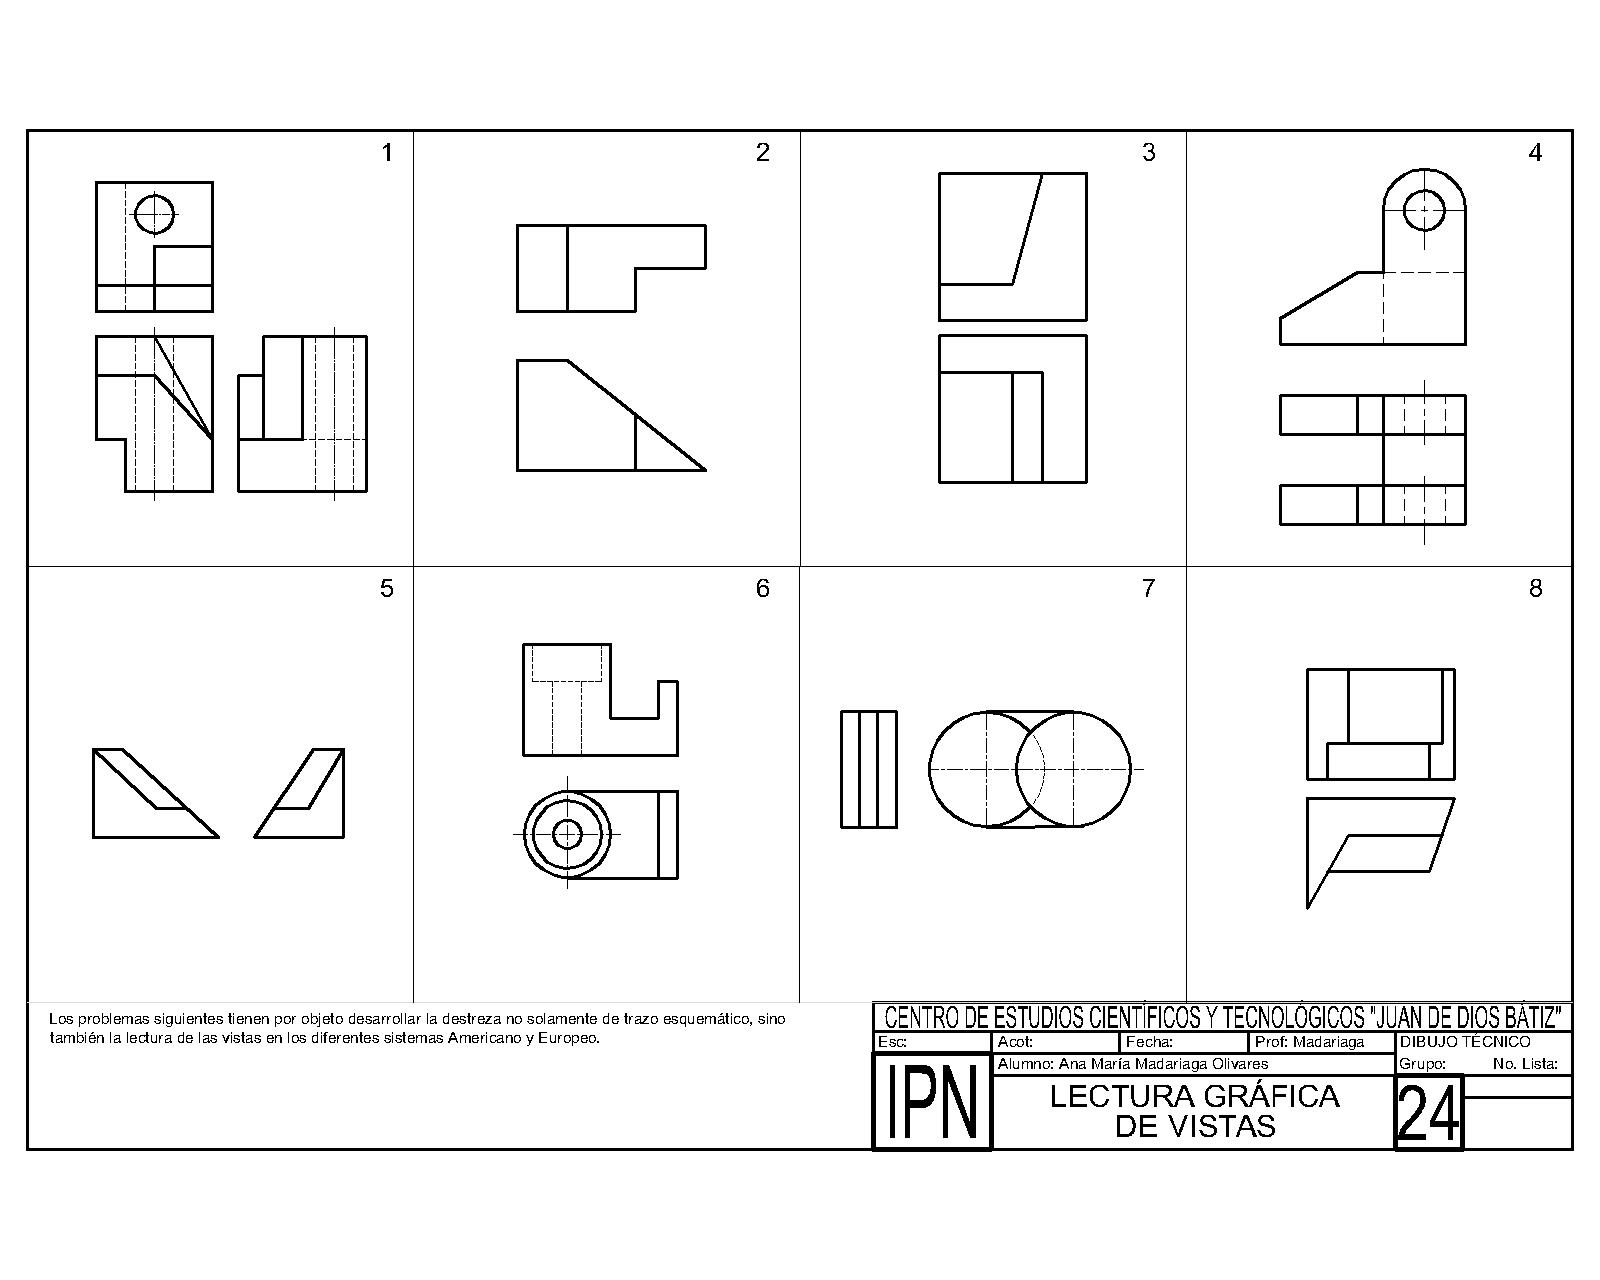 1
2
3
4
5
6
7
8
Los problemas siguientes tienen por objeto desarrollar la destreza no solamente de trazo esquemático, sino
también la lectura de las vistas en los diferentes sistemas Americano y Europeo.
CENTRO DE ESTUDIOS CIENTÍFICOS Y TECNOLÓGICOS "JUAN DE DIOS BÁTIZ"
Esc: Acot: Fecha: Prof: Madariaga DIBUJO TÉCNICO
Alumno: Ana María Madariaga Olivares Grupo: No. Lista:
IPN
LECTURA GRÁFICA
DE VISTAS
24